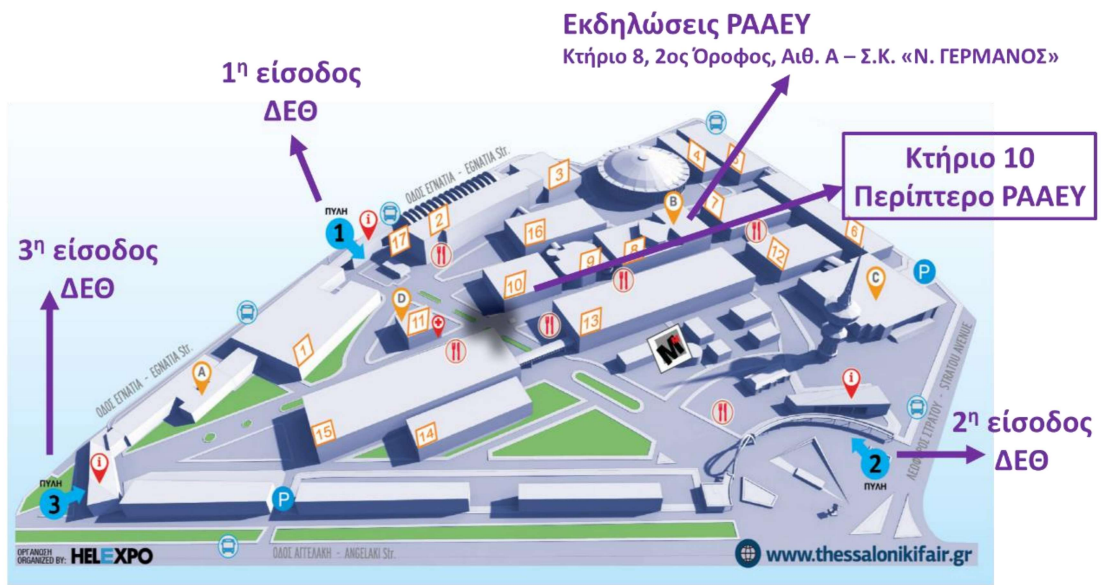 Εκδηλώσεις ΡΑΑΕΥ
Κτήριο 8, 2ος Όροφος, Αιθ. Α – Σ.Κ. «Ν. ΓΕΡΜΑΝΟΣ»
1η είσοδος
ΔΕΘ
Κτήριο 10
Περίπτερο ΡΑΑΕΥ
3η είσοδος
ΔΕΘ
2η είσοδος
ΔΕΘ
ΟΔΟΣ ΕΓΝΑΤΙΑ - EGNATIA Str.
ΠΥΛΗ
1
i
17
2
3
4
5
B
7
6
16
8
9
10
12
C
P
D
11
13
M
1
ΟΔΟΣ ΕΓΝΑΤΙΑ - EGNATIA Str.
A
15
14
i
ΛΕΩΦΟΡΟΣ ΣΤΡΑΤΟΥ - STRATOU AVENUE
2
ΠΥΛΗ
i
ΠΥΛΗ
3
P
ΟΡΓΑΝΩΣΗ
ORGANIZED BY: HELEXPO
ΟΔΟΣ ΑΓΓΕΛΑΚΗ - ANGELAKI Str.
www.thessalonikifair.gr